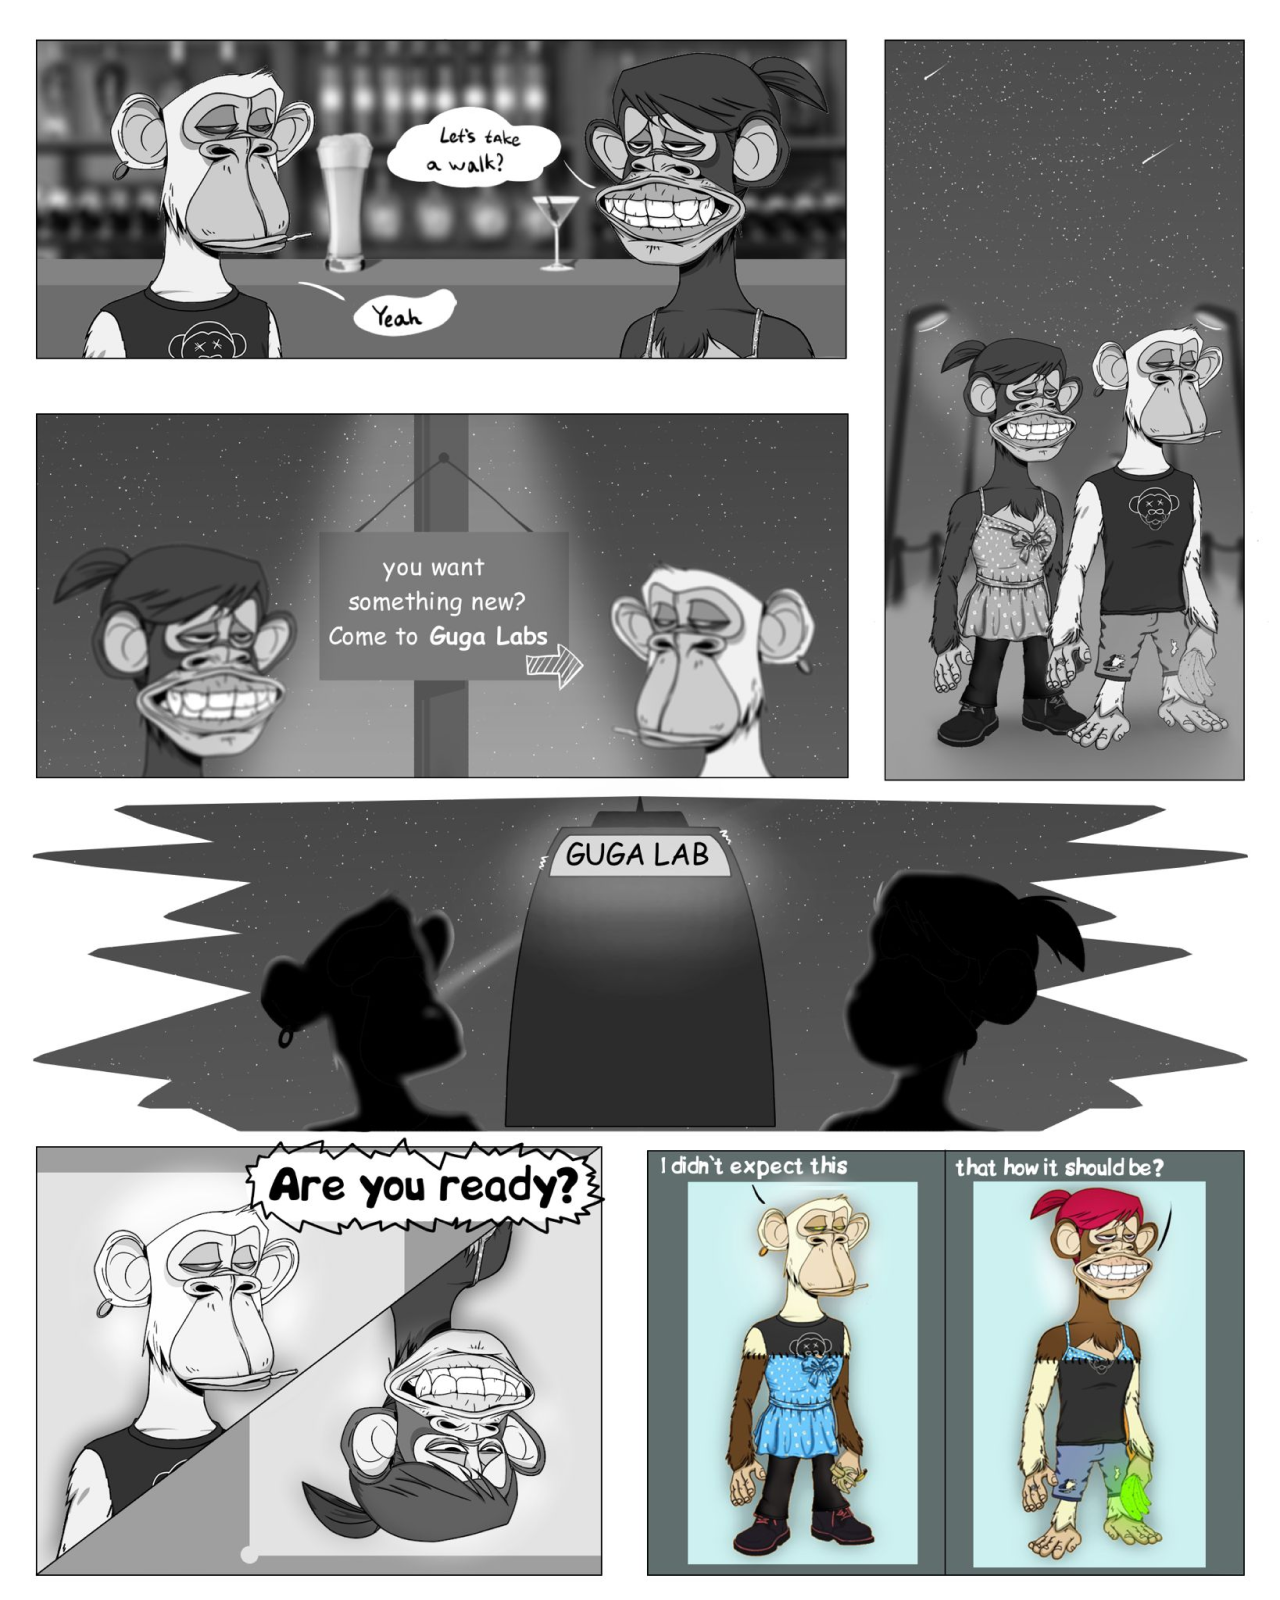 Let's take
a walk?
Yeah
you want
something new?
Come to Guga Labs
GUGA LAB
Are you ready?
I didn't expect this
that how it should be?